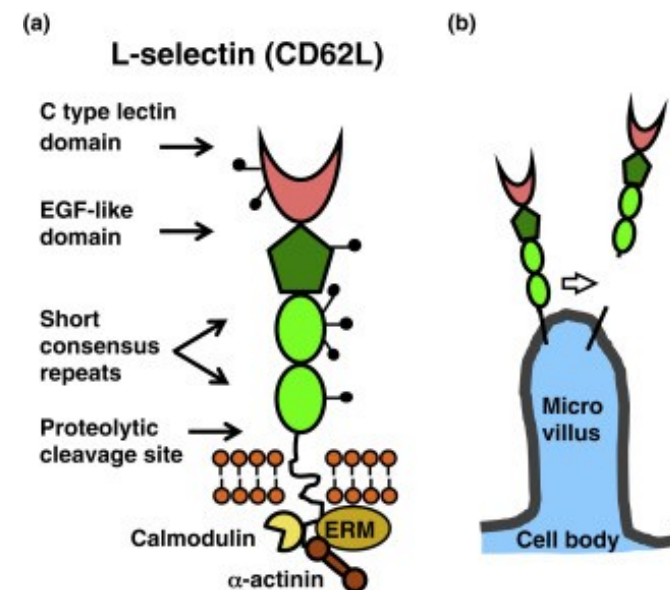 (a)
L-selectin (CD62L)
C type lectin
domain
EGF-like
domain
Short
consensus
repeats
Proteolytic
cleavage site
Calmodulin
ERM
α-actinin
(b)
Micro
villus
Cell body